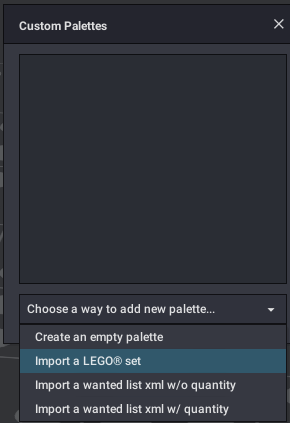 Custom Palettes
Choose a way to add new palette...
Create an empty palette
Import a LEGO® set
Import a wanted list xml w/o quantity
Import a wanted list xml w/ quantity